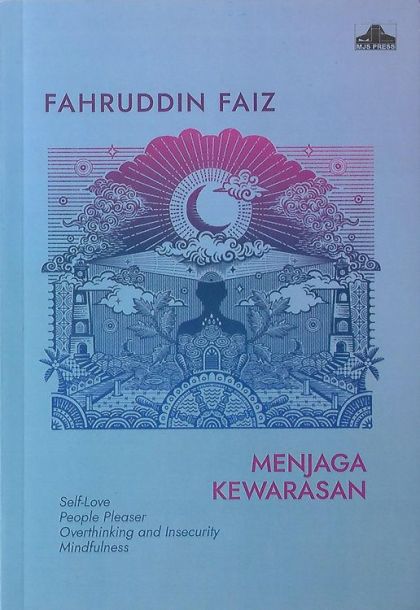 MJS PRESS
FAHRUDDIN FAIZ
MENJAGA
KEWARASAN
Self-Love
People Pleaser
Overthinking and Insecurity
Mindfulness